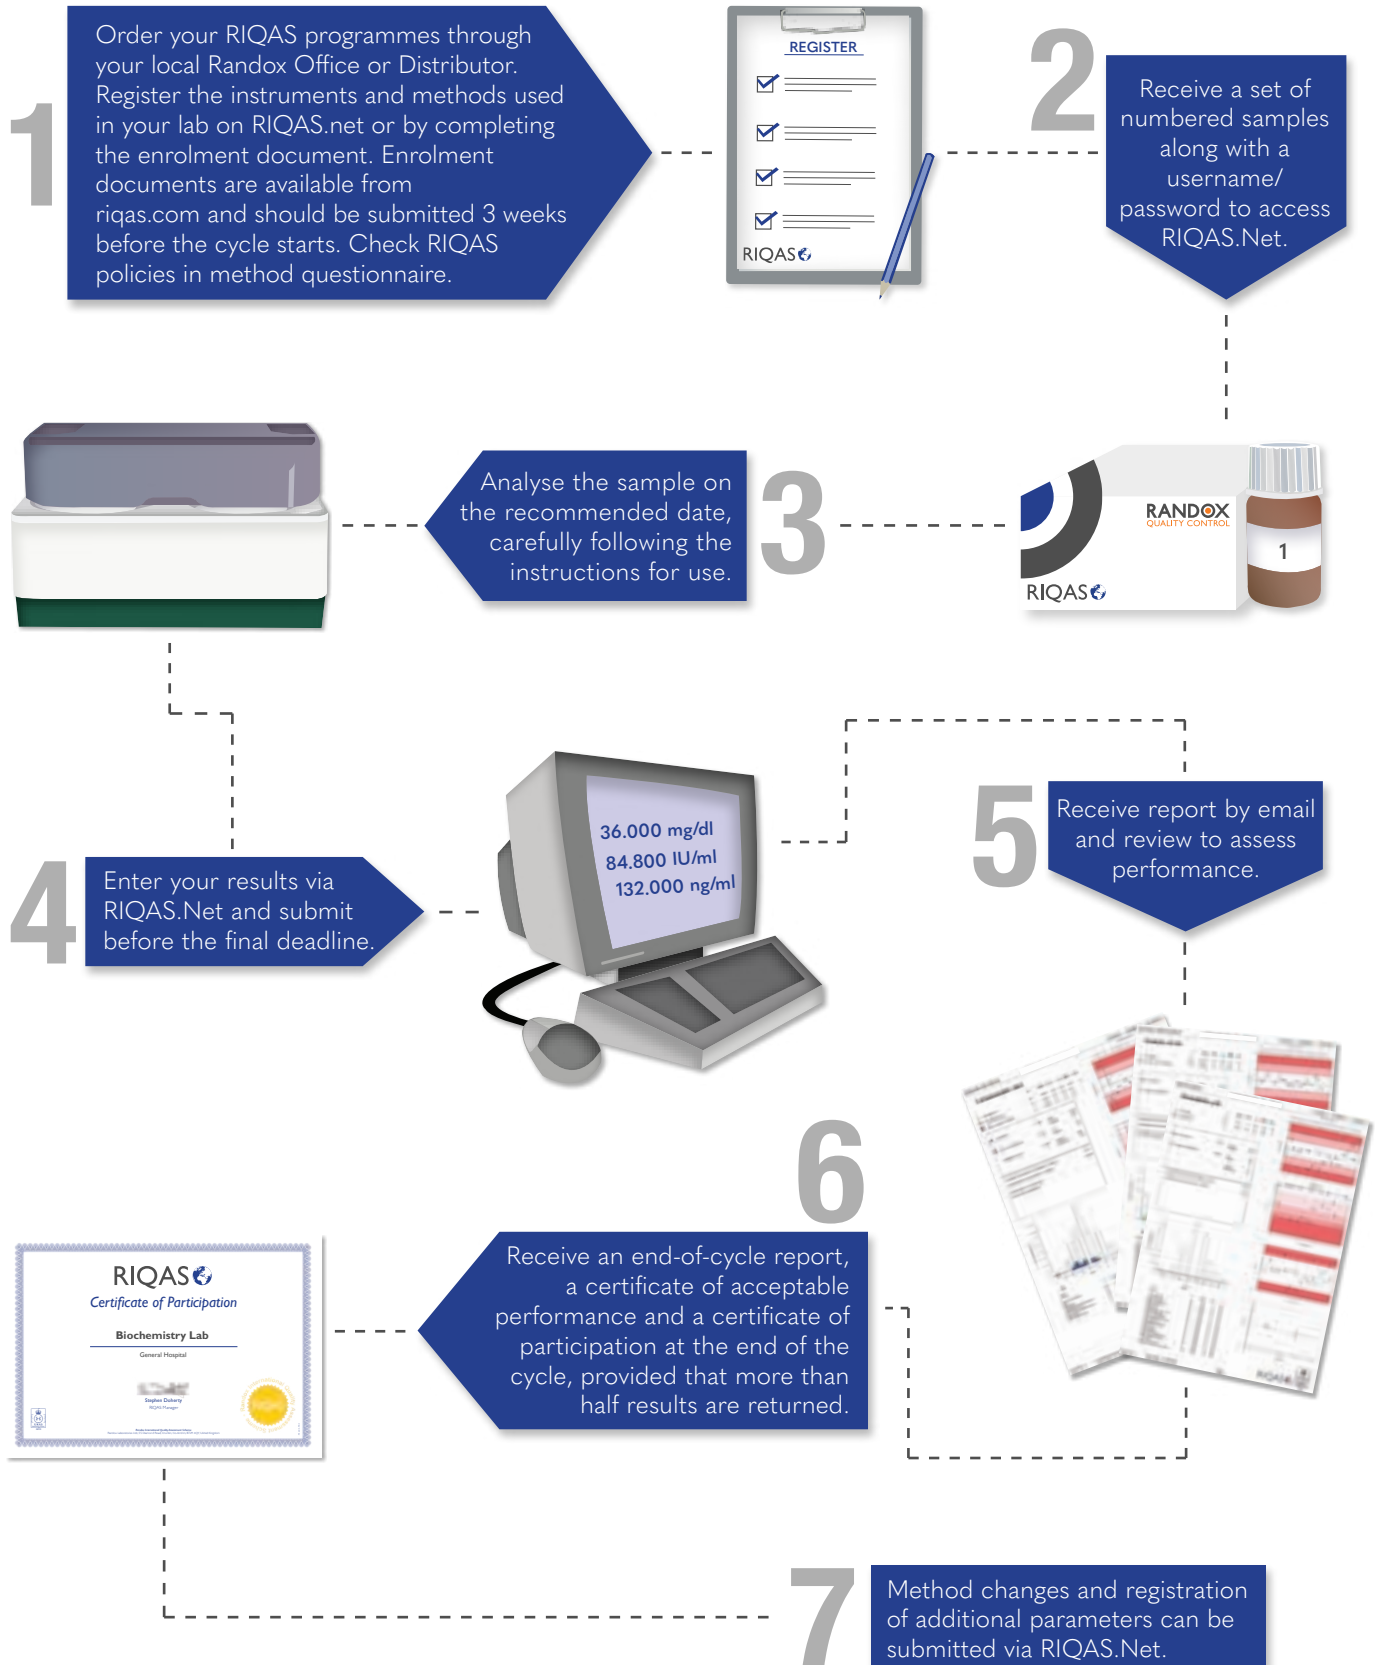 1
Order your RIQAS programmes through
your local Randox Office or Distributor.
Register the instruments and methods used
in your lab on RIQAS.net or by completing
the enrolment document. Enrolment
documents are available from
riqas.com and should be submitted 3 weeks
before the cycle starts. Check RIQAS
policies in method questionnaire.
REGISTER
RIQAS
2
Receive a set of
numbered samples
along with a
username/
password to access
RIQAS.Net.
3
Analyse the sample on
the recommended date,
carefully following the
instructions for use.
RANDOX
QUALITY CONTROL
RIQAS
1
4
Enter your results via
RIQAS.Net and submit
before the final deadline.
36.000 mg/dl
84.800 IU/ml
132.000 ng/ml
5
Receive report by email
and review to assess
performance.
6
Receive an end-of-cycle report,
a certificate of acceptable
performance and a certificate of
participation at the end of the
cycle, provided that more than
half results are returned.
RIQAS
Certificate of Participation
Biochemistry Lab
General Hospital
Stephen Doherty
RIQAS Manager
7
Method changes and registration
of additional parameters can be
submitted via RIQAS.Net.